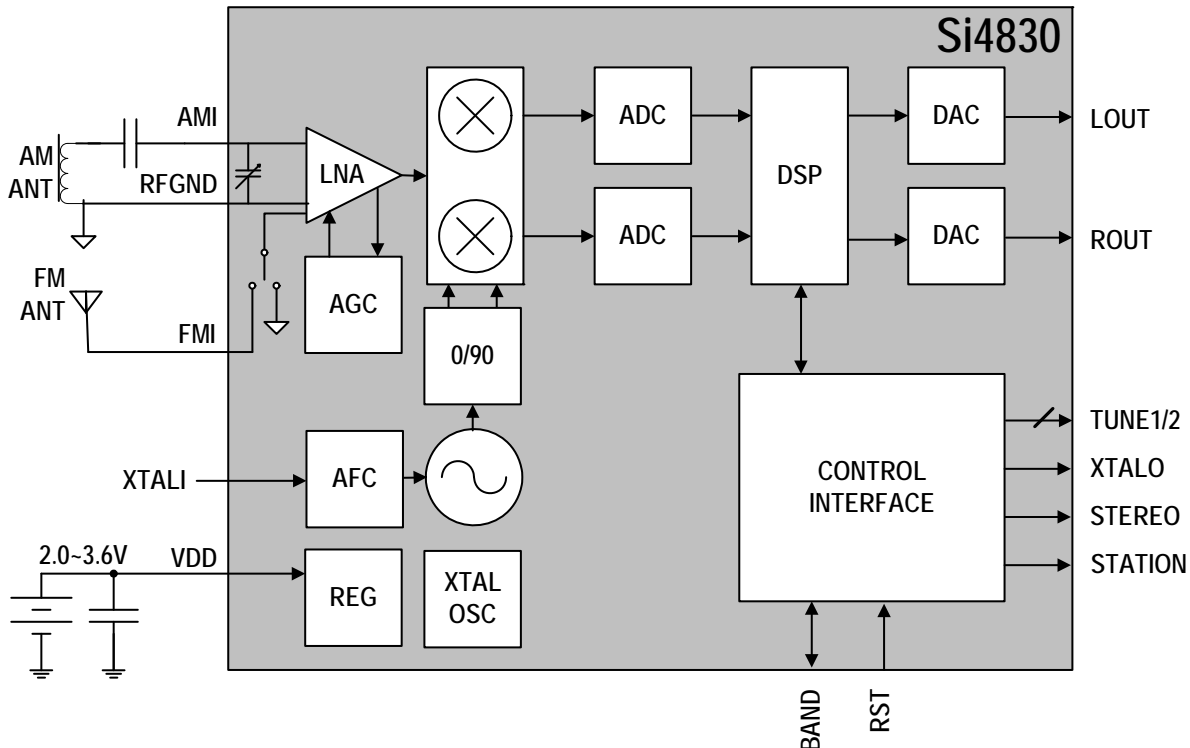 Si4830
AMI
AM
ANT
RFGND
LNA
ADC
DSP
DAC
LOUT
ADC
DAC
ROUT
FM
ANT
FMI
AGC
0/90
XTALI
AFC
CONTROL
INTERFACE
TUNE1/2
XTALO
STEREO
STATION
2.0~3.6V
VDD
REG
XTAL
OSC
BAND
RST